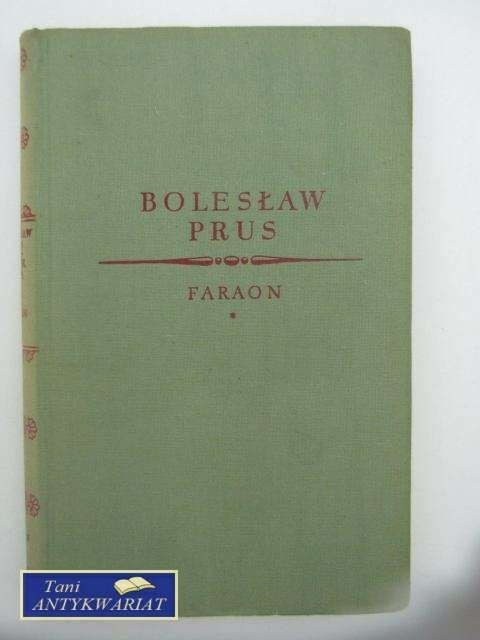 BOLESŁAW
PRUS
FARAON
*
Tani
ANTYKWARIAT